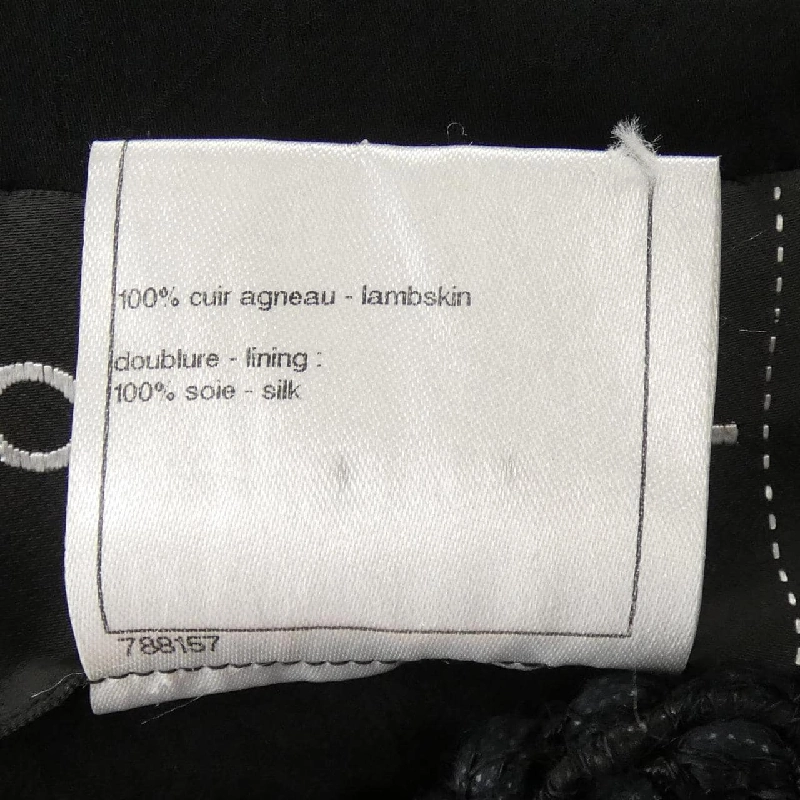 100% cuir agneau - lambskin
doublure - lining :
100% soie - silk
788157